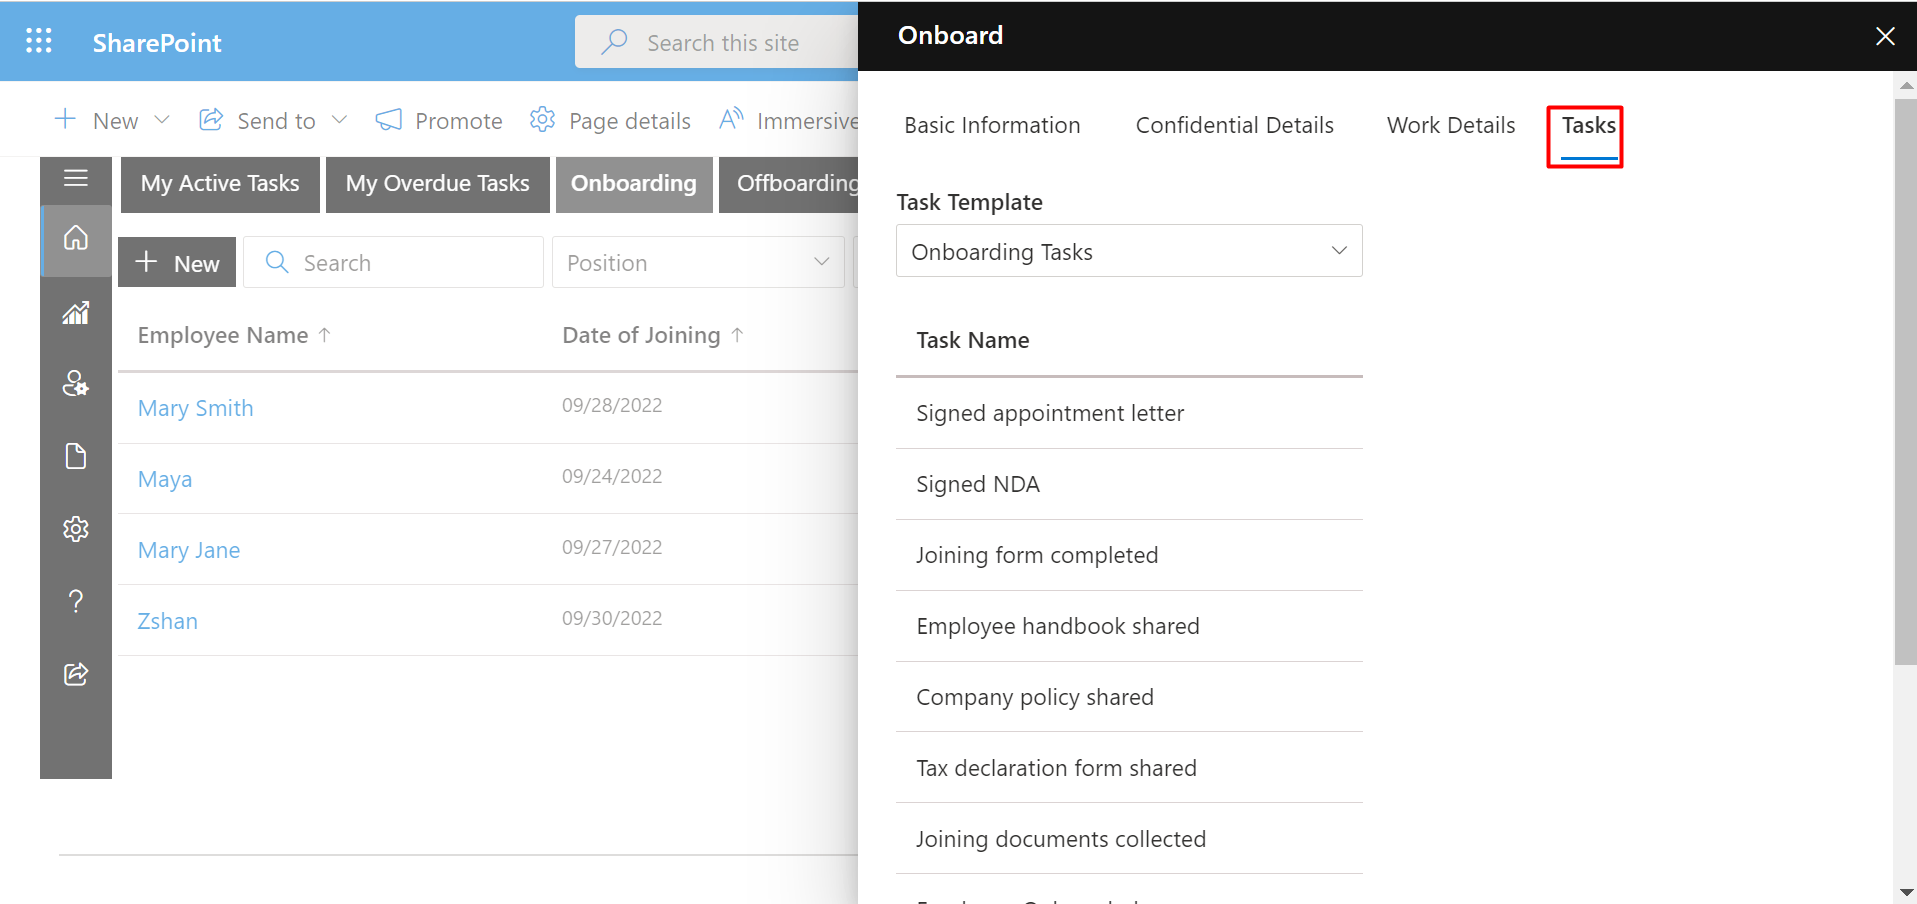 SharePoint
Search this site
New
Send to
Promote
Page details
Immersive
My Active Tasks
My Overdue Tasks
Onboarding
Offboarding
New
Search
Position
Employee Name ↑
Date of Joining ↑
Mary Smith
09/28/2022
Maya
09/24/2022
Mary Jane
09/27/2022
Zshan
09/30/2022
Onboard
Basic Information
Confidential Details
Work Details
Tasks
Task Template
Onboarding Tasks
Task Name
Signed appointment letter
Signed NDA
Joining form completed
Employee handbook shared
Company policy shared
Tax declaration form shared
Joining documents collected